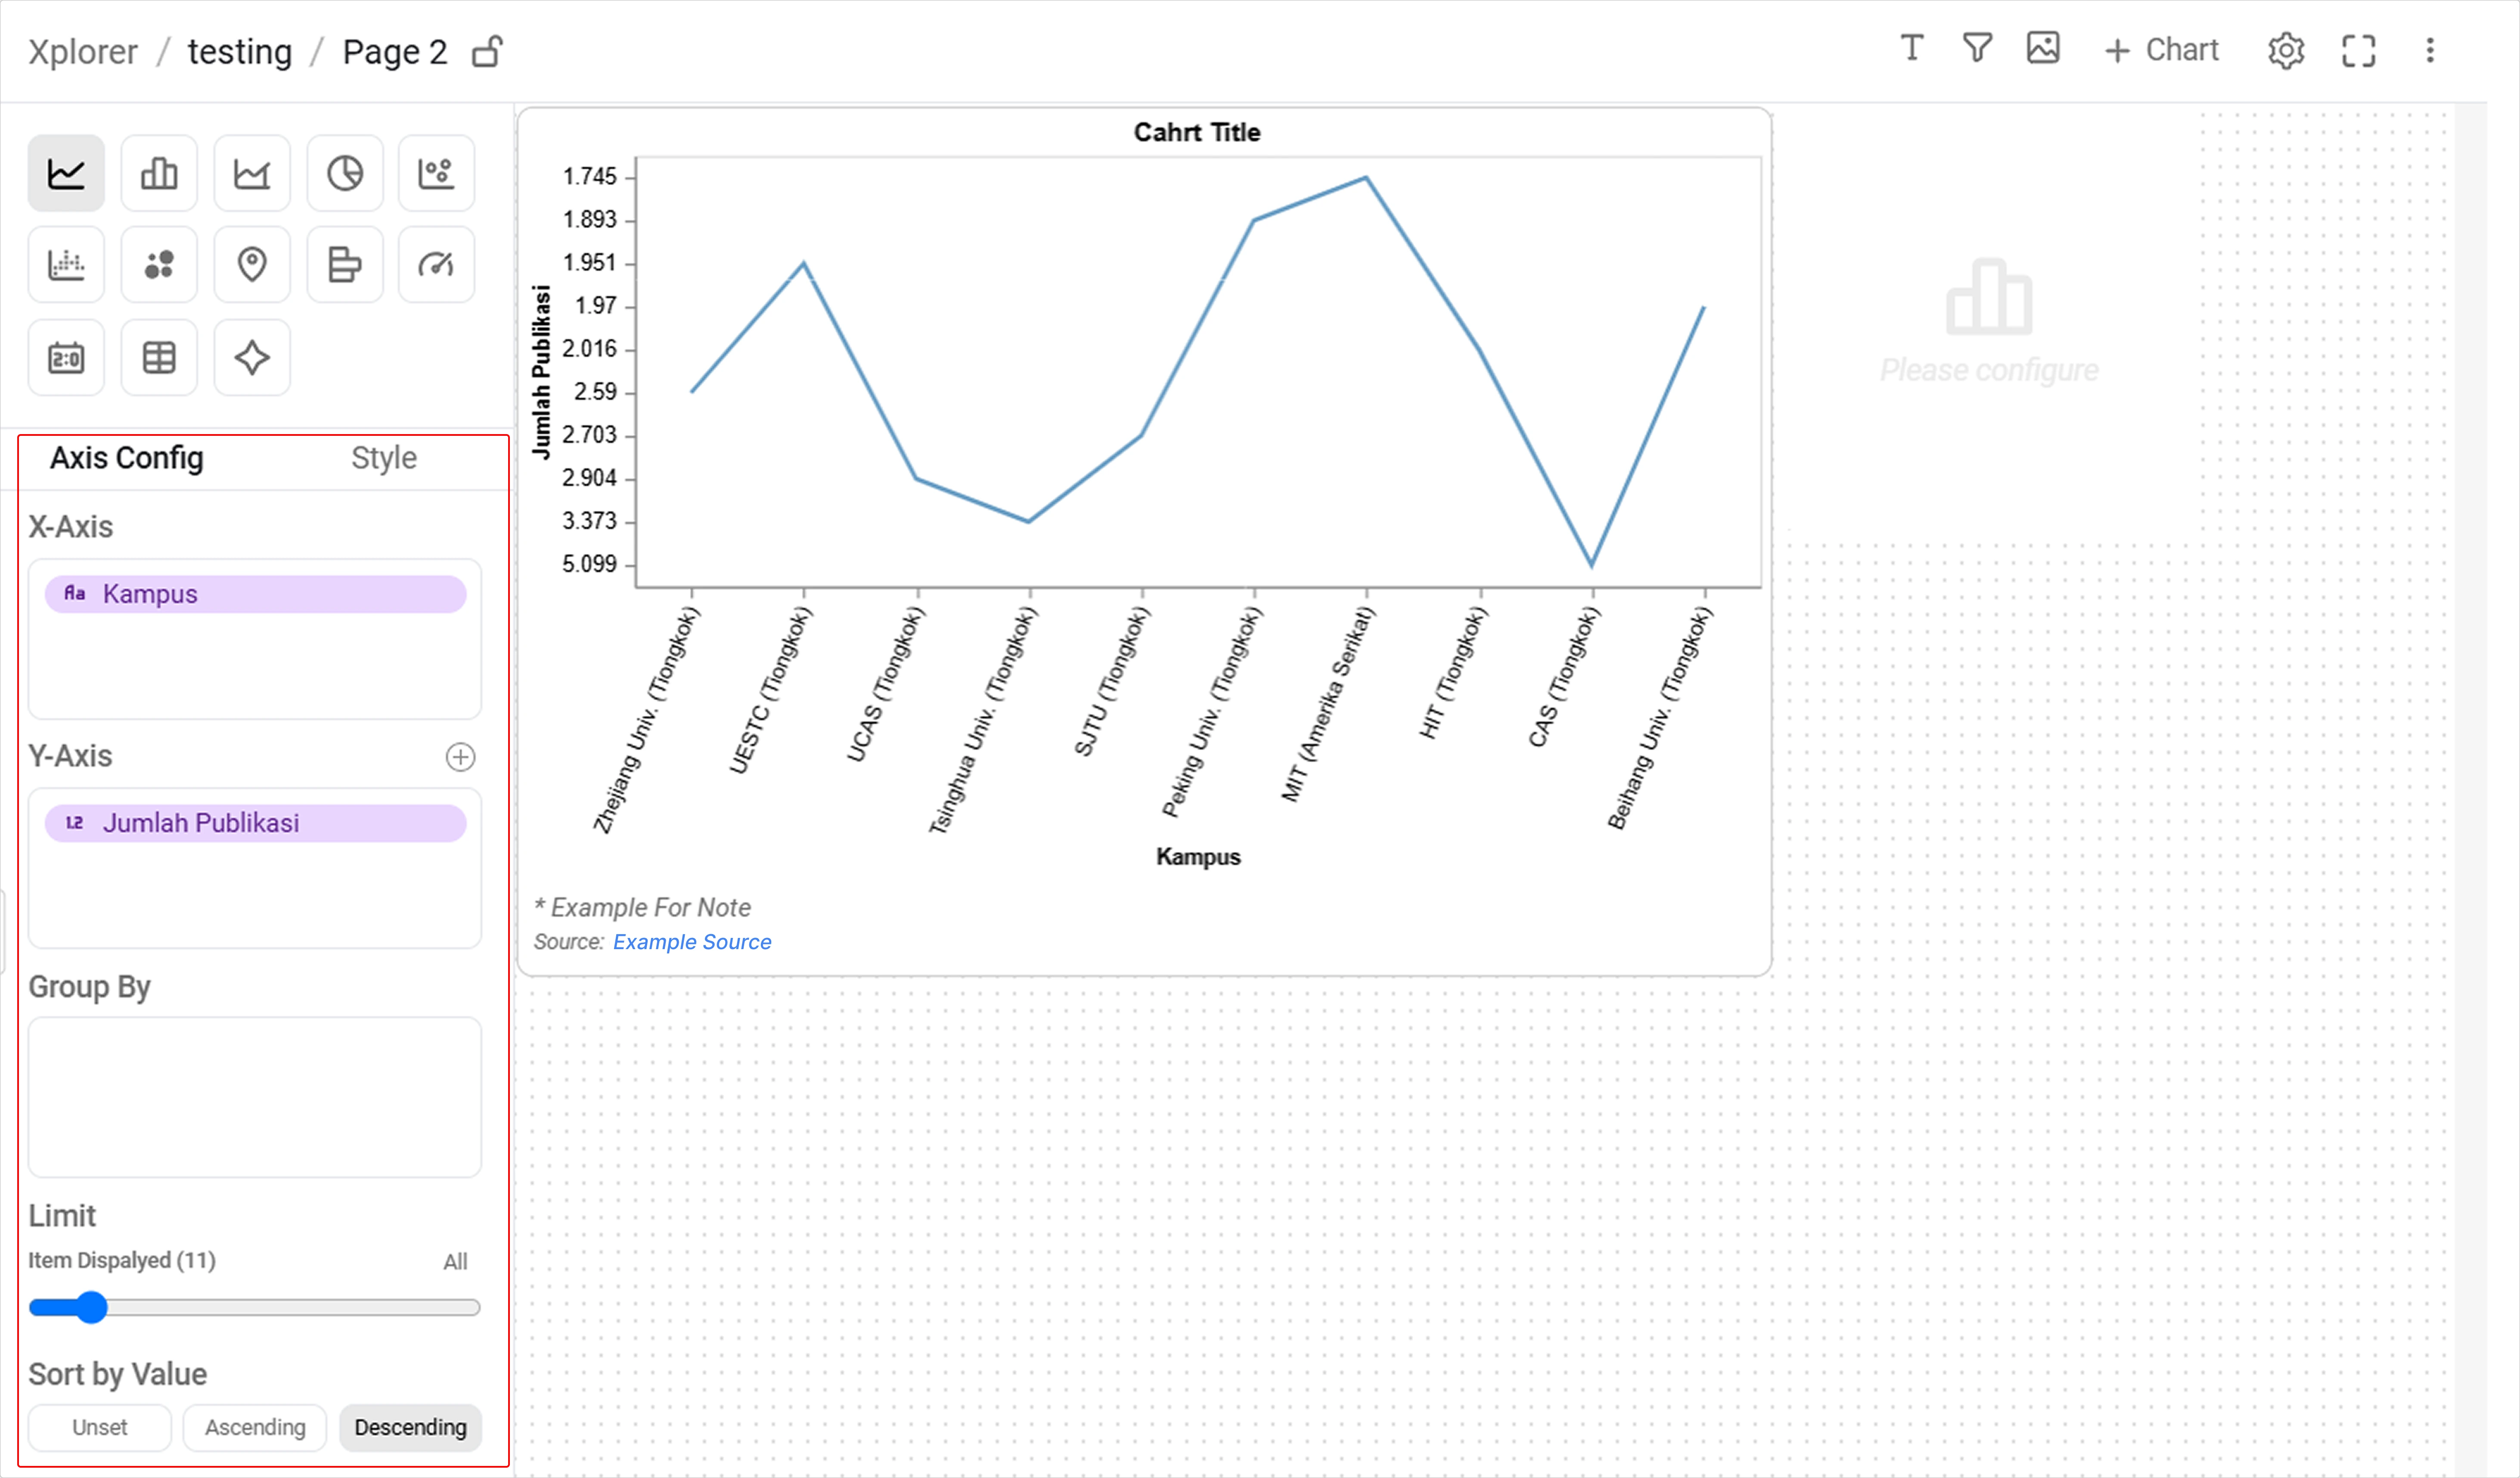 Xplorer / testing / Page 2
T
+ Chart
2:0
Axis Config Style
X-Axis
Aa Kampus
Y-Axis
1.2 Jumlah Publikasi
Group By
Limit
Item Dispalyed (11) All
Sort by Value
Unset Ascending Descending
Cahrt Title
Jumlah Publikasi
1.745
1.893
1.951
1.97
2.016
2.59
2.703
2.904
3.373
5.099
Zhejiang Univ. (Tiongkok)
UESTC (Tiongkok)
UCAS (Tiongkok)
Tsinghua Univ. (Tiongkok)
SJTU (Tiongkok)
Peking Univ. (Tiongkok)
MIT (Amerika Serikat)
HIT (Tiongkok)
CAS (Tiongkok)
Beihang Univ. (Tiongkok)
Kampus
* Example For Note
Source: Example Source
Please configure